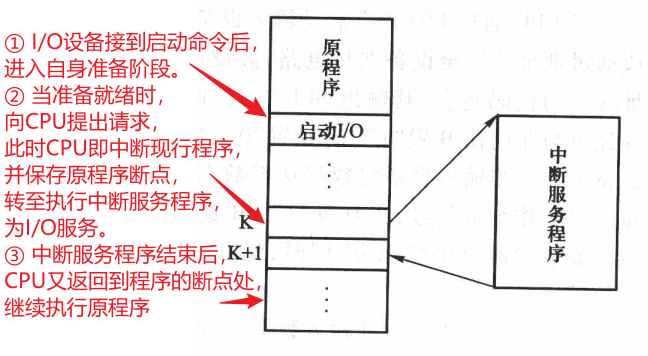 ① I/O设备接到启动命令后，
进入自身准备阶段。
② 当准备就绪时，
向CPU提出请求，
此时CPU即中断现行程序，
并保存原程序断点，
转至执行中断服务程序，
为I/O服务。
③ 中断服务程序结束后，
CPU又返回到程序的断点处，
继续执行原程序
原程序
启动I/O
K
K+1
中断服务程序